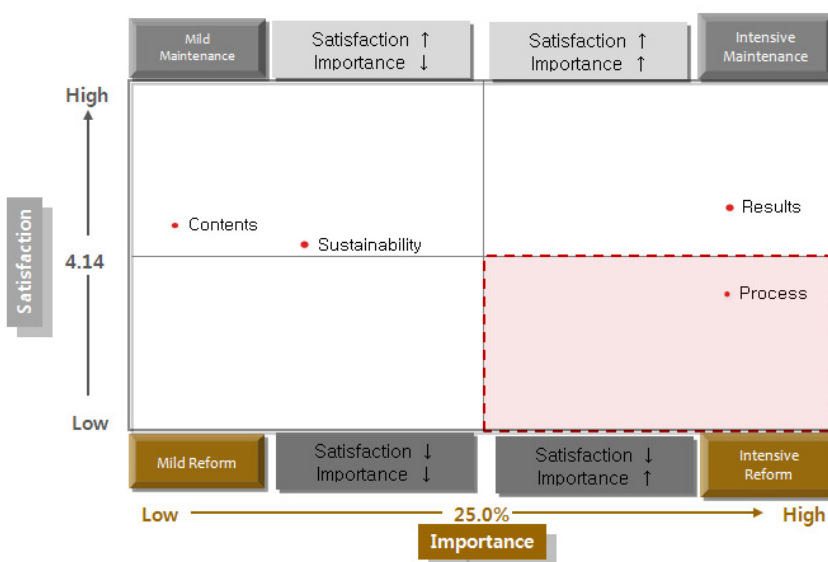 Mild
Maintenance
Satisfaction ↑
Importance ↓
Satisfaction ↑
Importance ↑
Intensive
Maintenance
High
Satisfaction
4.14
Low
Contents
Sustainability
Results
Process
Mild Reform
Satisfaction ↓
Importance ↓
Satisfaction ↓
Importance ↑
Intensive
Reform
Low
25.0%
High
Importance